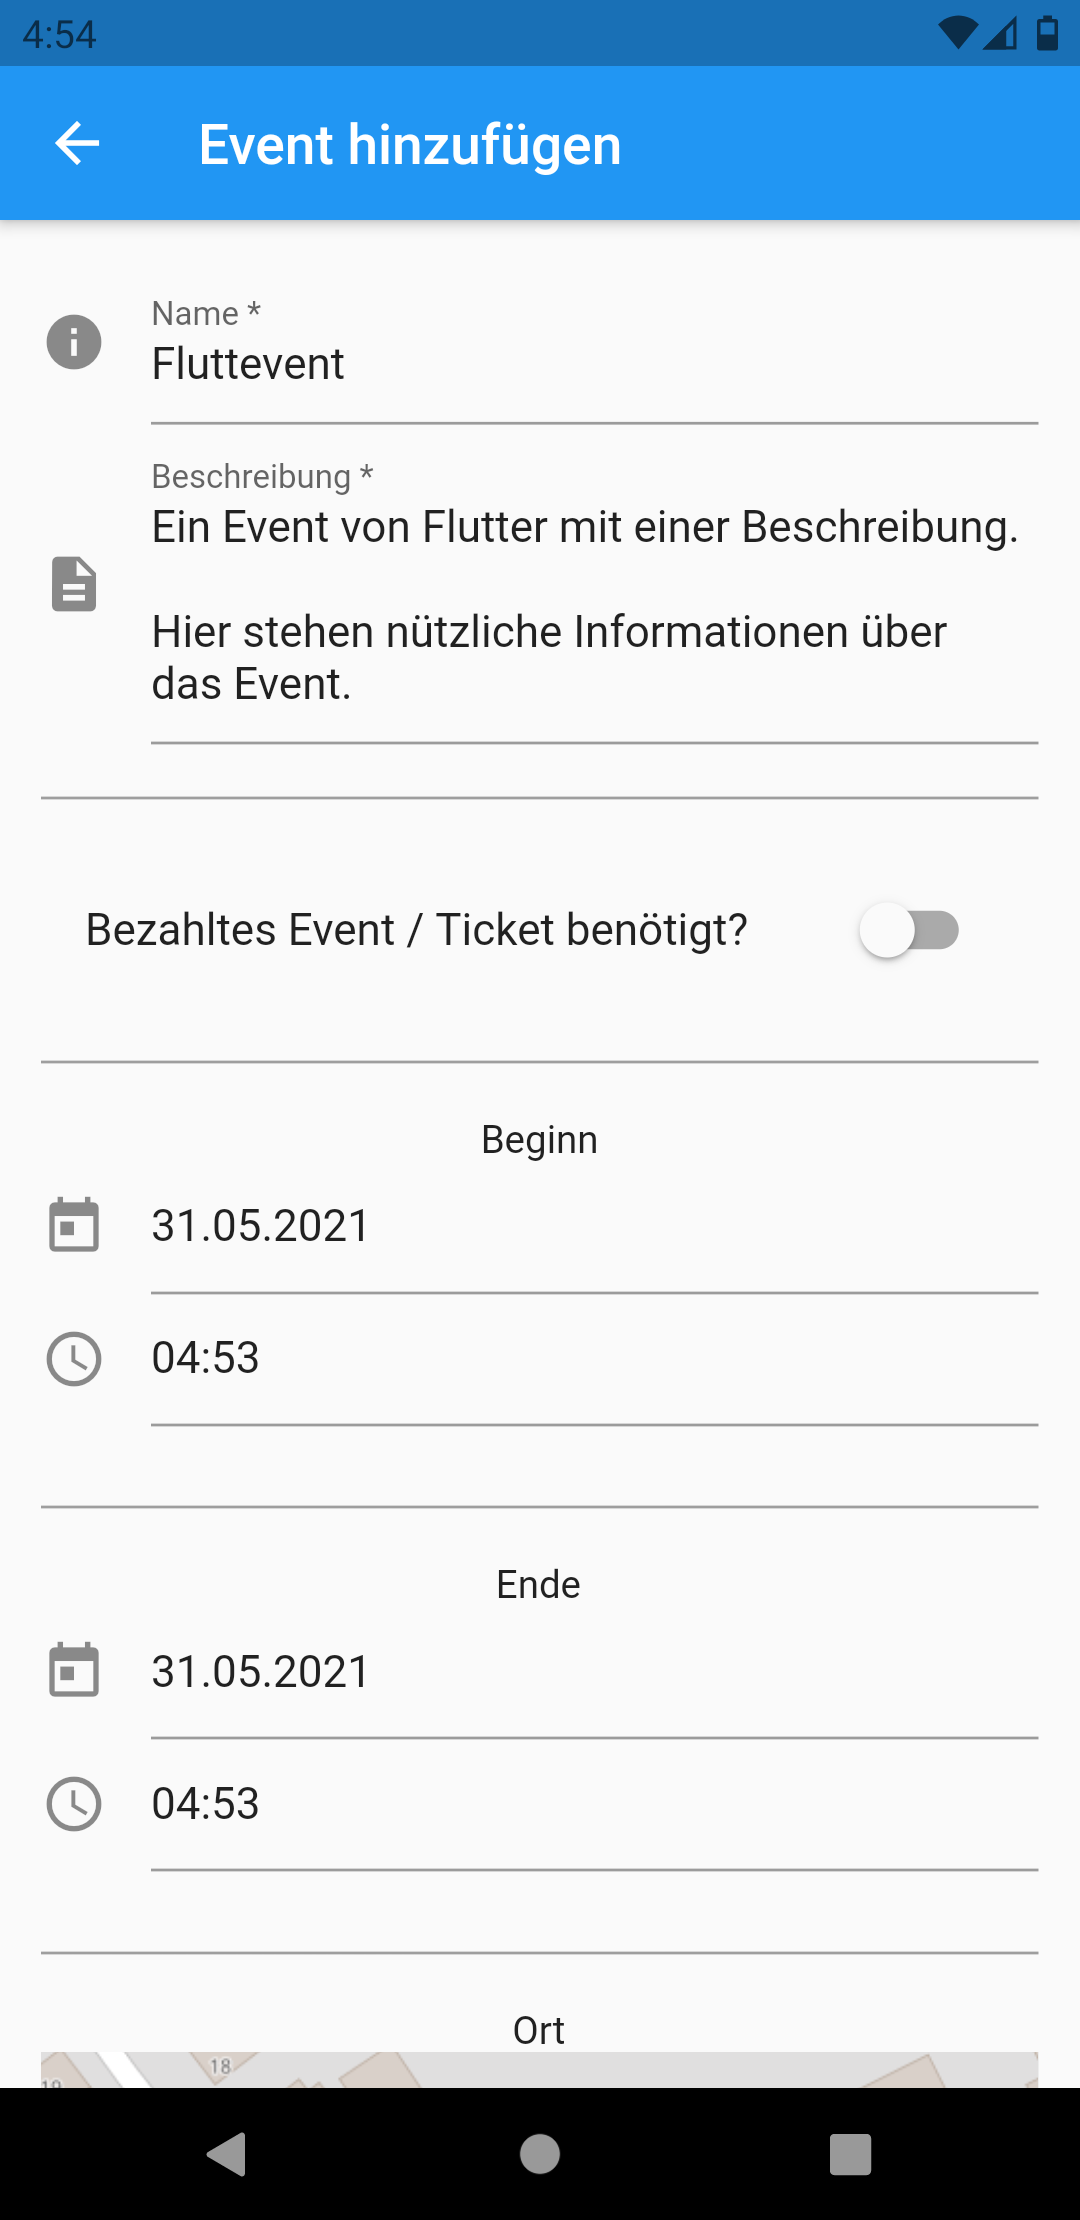 4:54
Event hinzufügen
Name *
Fluttevent
Beschreibung *
Ein Event von Flutter mit einer Beschreibung.
Hier stehen nützliche Informationen über
das Event.
Bezahltes Event / Ticket benötigt?
Beginn
31.05.2021
04:53
Ende
31.05.2021
04:53
Ort
18
19